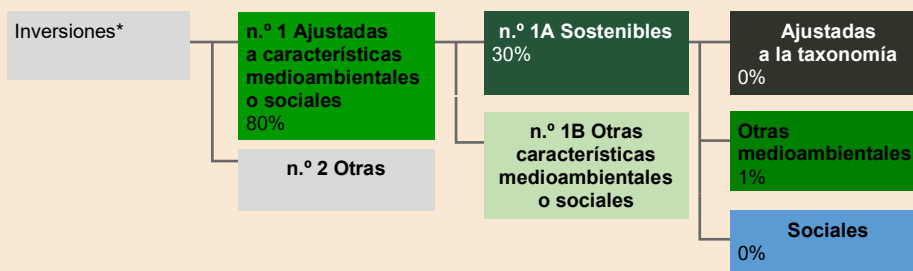 Inversiones*
n.º 1 Ajustadas
a características
medioambientales
o sociales
80%
n.º 2 Otras
n.º 1A Sostenibles
30%
n.º 1B Otras
características
medioambientales
o sociales
Ajustadas
a la taxonomía
0%
Otras
medioambientales
1%
Sociales
0%